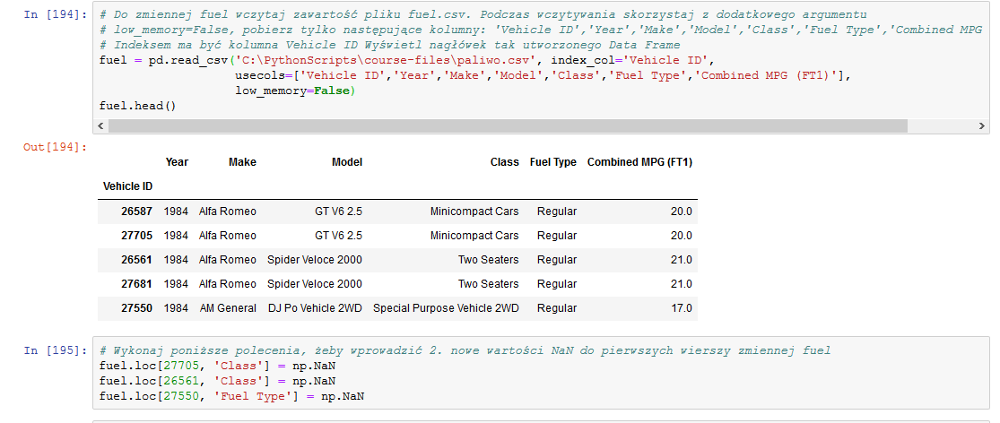 In [194]:
# Do zmiennej fuel wczytaj zawartość pliku fuel.csv. Podczas wczytywania skorzystaj z dodatkowego argumentu
# low_memory=False, pobierz tylko następujące kolumny: 'Vehicle ID','Year','Make','Model','Class','Fuel Type','Combined MPG
# Indeksem ma być kolumna Vehicle ID Wyświetl nagłówek tak utworzonego Data Frame
fuel = pd.read_csv('C:\PythonScripts\course-files\paliwo.csv', index_col='Vehicle ID',
usecols=['Vehicle ID','Year','Make','Model','Class','Fuel Type','Combined MPG (FT1)'],
low_memory=False)
fuel.head()
Out[194]:
Year Make Model Class Fuel Type Combined MPG (FT1)
Vehicle ID
26587 1984 Alfa Romeo GT V6 2.5 Minicompact Cars Regular 20.0
27705 1984 Alfa Romeo GT V6 2.5 Minicompact Cars Regular 20.0
26561 1984 Alfa Romeo Spider Veloce 2000 Two Seaters Regular 21.0
27681 1984 Alfa Romeo Spider Veloce 2000 Two Seaters Regular 21.0
27550 1984 AM General DJ Po Vehicle 2WD Special Purpose Vehicle 2WD Regular 17.0
In [195]:
# Wykonaj poniższe polecenia, żeby wprowadzić 2. nowe wartości NaN do pierwszych wierszy zmiennej fuel
fuel.loc[27705, 'Class'] = np.NaN
fuel.loc[26561, 'Class'] = np.NaN
fuel.loc[27550, 'Fuel Type'] = np.NaN